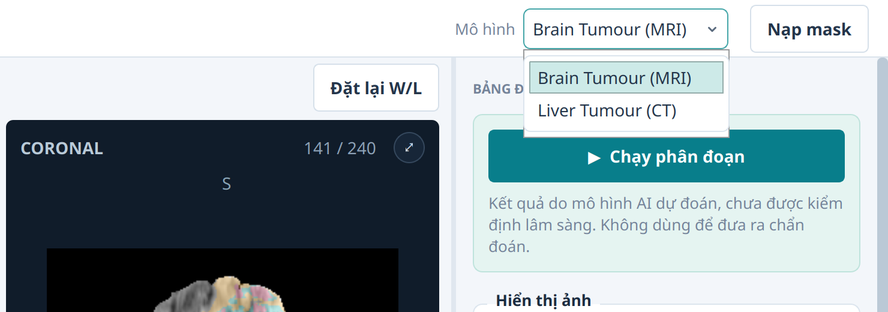 Mô hình
Brain Tumour (MRI)
Nạp mask
Brain Tumour (MRI)
Liver Tumour (CT)
Đặt lại W/L
BẢNG Đ
CORONAL
141 / 240
S
▶ Chạy phân đoạn
Kết quả do mô hình AI dự đoán, chưa được kiểm
định lâm sàng. Không dùng để đưa ra chẩn
đoán.
Hiển thị ảnh